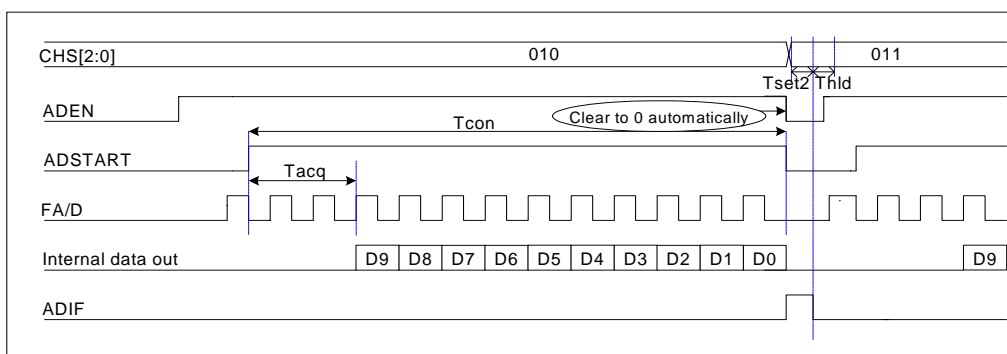 CHS[2:0] 010 011
Tset2 Thld
ADEN Clear to 0 automatically
Tcon
ADSTART
Tacq
FA/D
Internal data out D9 D8 D7 D6 D5 D4 D3 D2 D1 D0 D9
ADIF